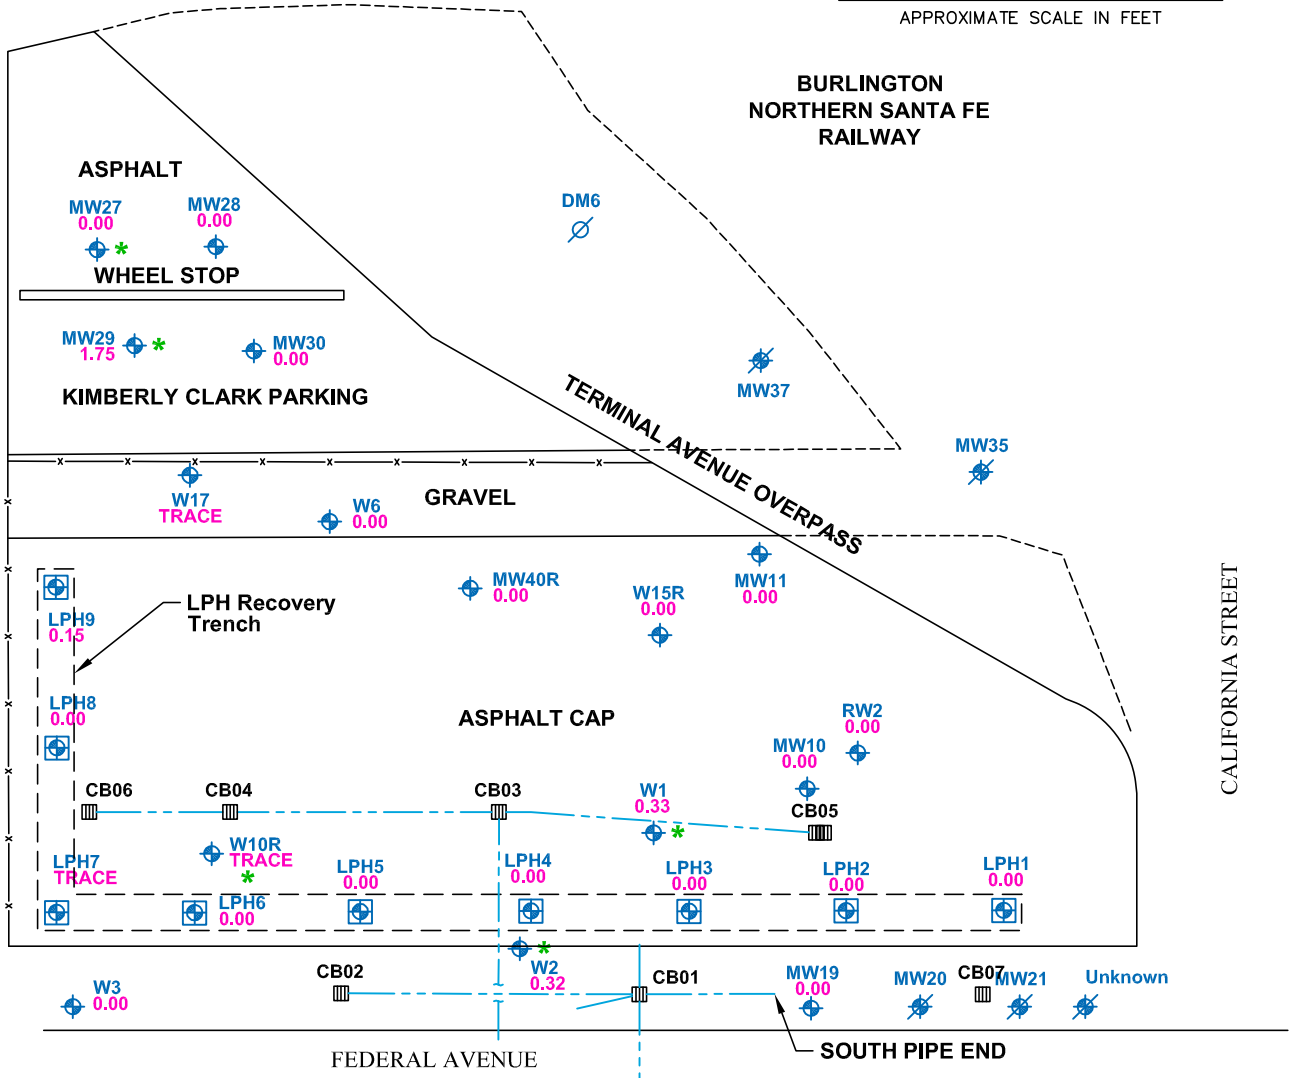 APPROXIMATE SCALE IN FEET
BURLINGTON
NORTHERN SANTA FE
RAILWAY
ASPHALT
MW27
0.00
*
MW28
0.00
DM6
WHEEL STOP
MW29
1.75
*
MW30
0.00
KIMBERLY CLARK PARKING
MW37
TERMINAL AVENUE OVERPASS
MW35
W17
TRACE
W6
0.00
GRAVEL
MW11
0.00
MW40R
0.00
W15R
0.00
LPH9
0.15
LPH Recovery
Trench
CALIFORNIA STREET
LPH8
0.00
ASPHALT CAP
RW2
0.00
MW10
0.00
CB06
CB04
CB03
W1
0.33
*
CB05
W10R
TRACE
*
LPH7
TRACE
LPH6
0.00
LPH5
0.00
LPH4
0.00
LPH3
0.00
LPH2
0.00
LPH1
0.00
W2
0.32
*
W3
0.00
CB02
CB01
MW19
0.00
MW20
CB07
MW21
Unknown
SOUTH PIPE END
FEDERAL AVENUE